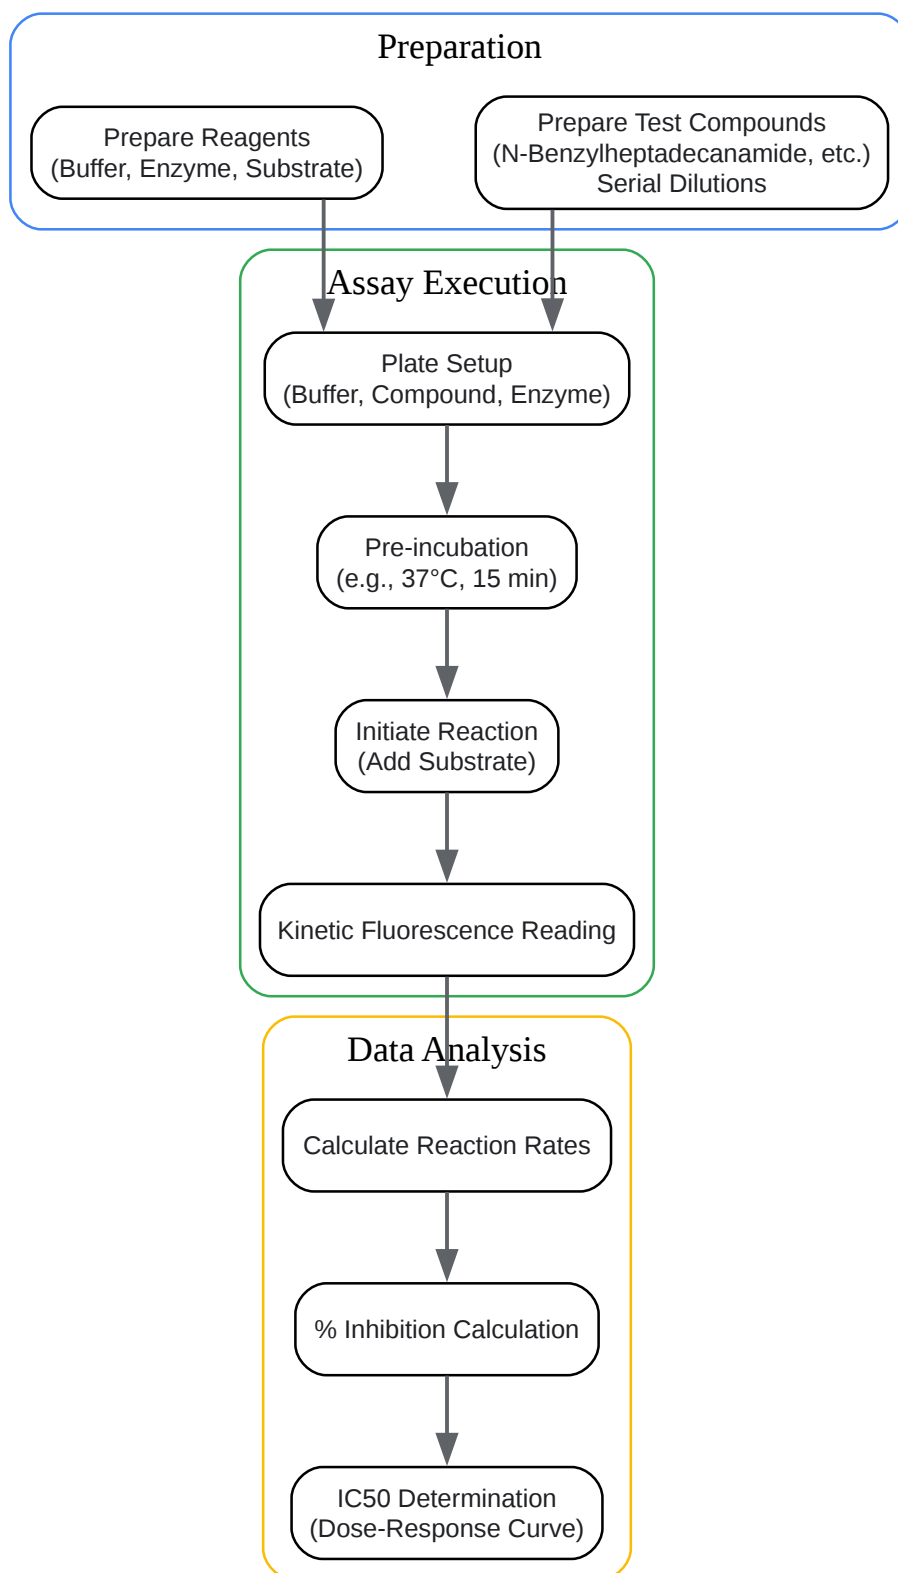 Preparation
Prepare Reagents
(Buffer, Enzyme, Substrate)
Prepare Test Compounds
(N-Benzylheptadecanamide, etc.)
Serial Dilutions
Assay Execution
Plate Setup
(Buffer, Compound, Enzyme)
Pre-incubation
(e.g., 37°C, 15 min)
Initiate Reaction
(Add Substrate)
Kinetic Fluorescence Reading
Data Analysis
Calculate Reaction Rates
% Inhibition Calculation
IC50 Determination
(Dose-Response Curve)